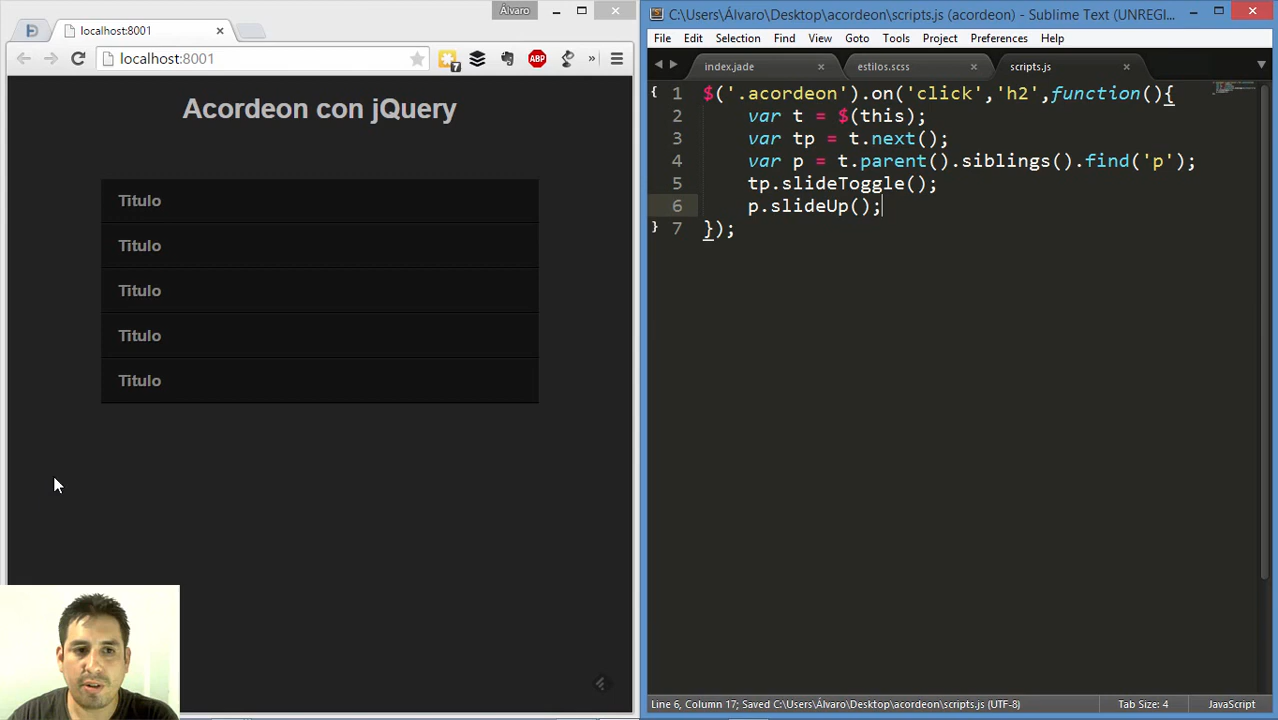 Álvaro
localhost:8001
localhost:8001
7
ABP
»
Acordeon con jQuery
Titulo
Titulo
Titulo
Titulo
Titulo
C:\Users\Álvaro\Desktop\acordeon\scripts.js (acordeon) - Sublime Text (UNREGI...
File Edit Selection Find View Goto Tools Project Preferences Help
index.jade estilos.scss scripts.js
1 $('.acordeon').on('click','h2',function(){
2 var t = $(this);
3 var tp = t.next();
4 var p = t.parent().siblings().find('p');
5 tp.slideToggle();
6 p.slideUp();
7 });
Line 6, Column 17; Saved C:\Users\Álvaro\Desktop\acordeon\scripts.js (UTF-8) Tab Size: 4 JavaScript